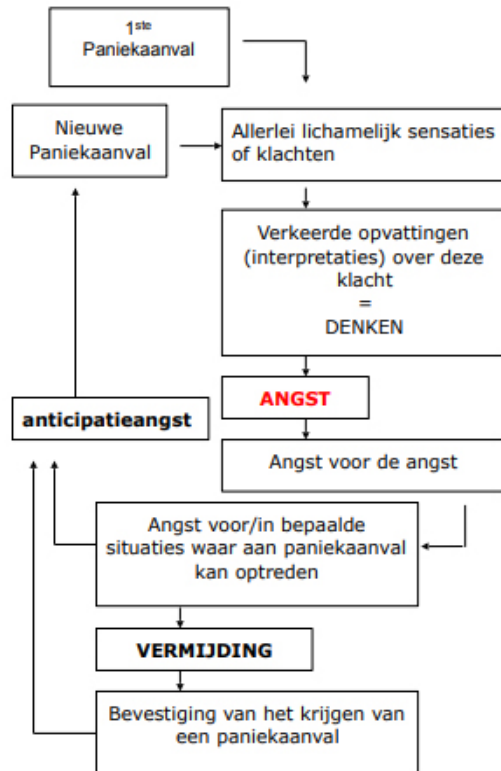 1ste
Paniekaanval
Nieuwe
Paniekaanval
Allerlei lichamelijk sensaties
of klachten
Verkeerde opvattingen
(interpretaties) over deze
klacht
=
DENKEN
ANGST
anticipatieangst
Angst voor de angst
Angst voor/in bepaalde
situaties waar aan paniekaanval
kan optreden
VERMIJDING
Bevestiging van het krijgen van
een paniekaanval